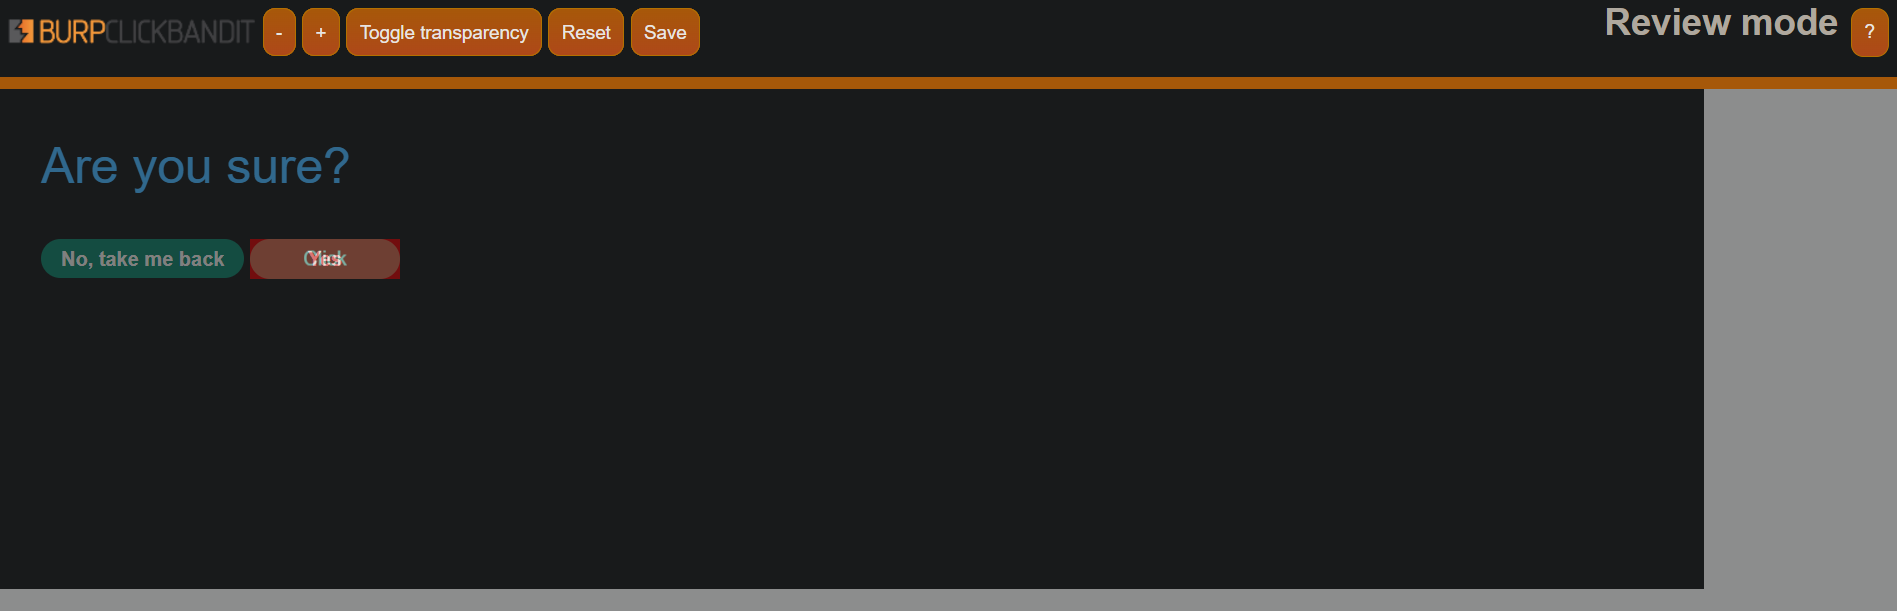 BURPCLICKBANDIT - + Toggle transparency Reset Save Review mode ?
Are you sure?
No, take me back Click Yes